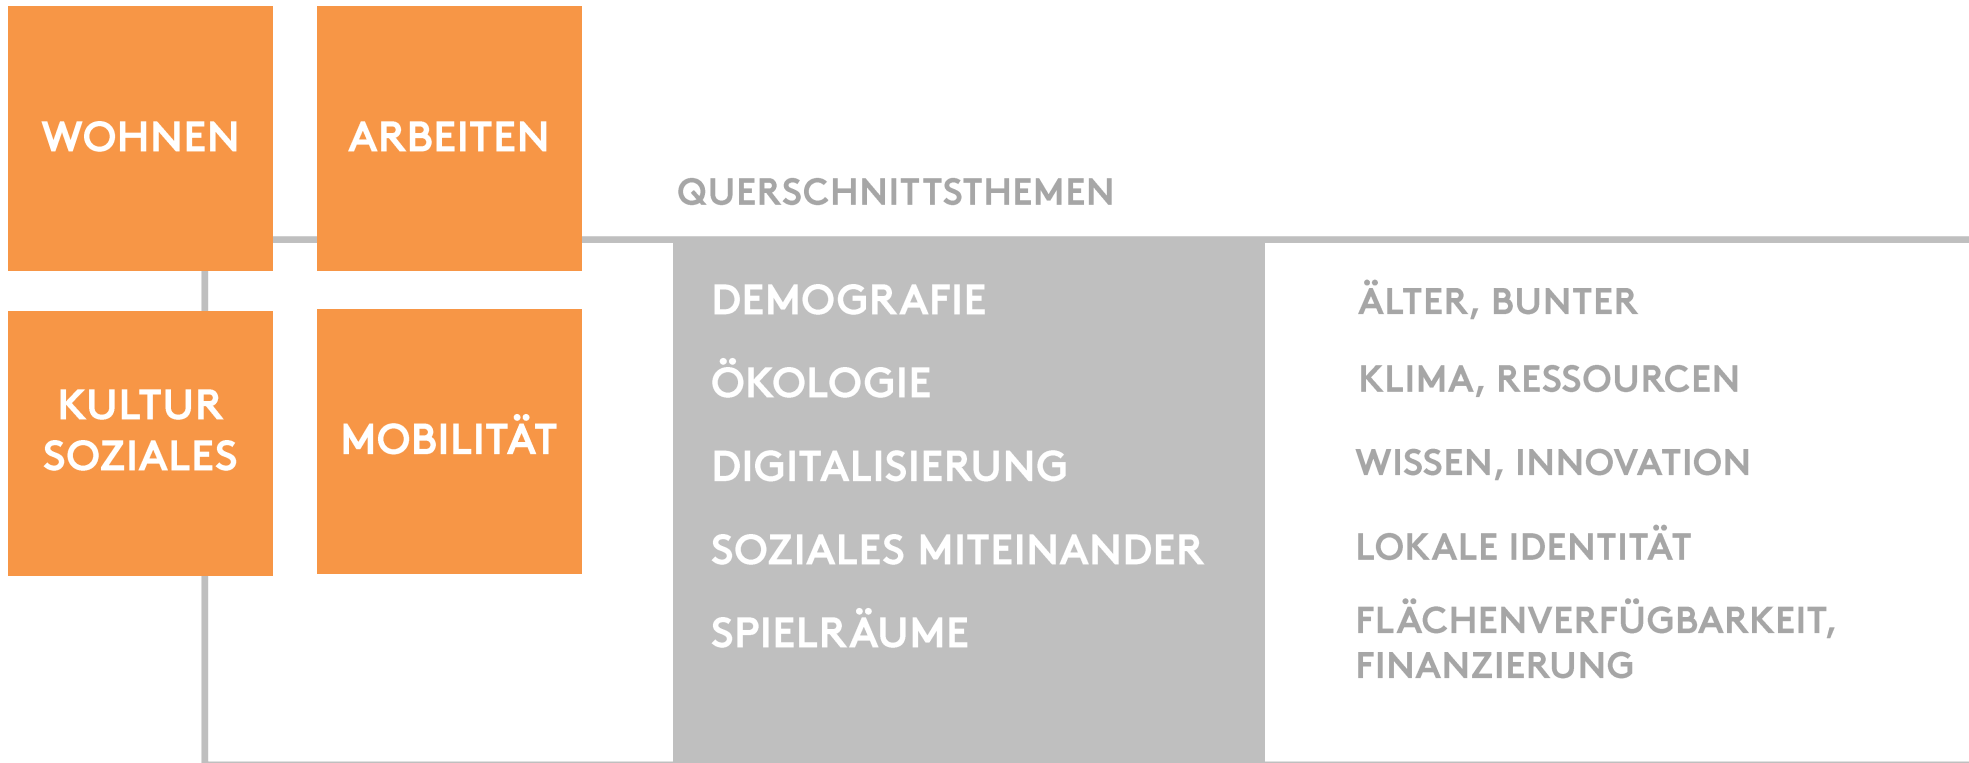 WOHNEN
ARBEITEN
KULTUR
SOZIALES
MOBILITÄT
QUERSCHNITTSTHEMEN
DEMOGRAFIE
ÄLTER, BUNTER
ÖKOLOGIE
KLIMA, RESSOURCEN
DIGITALISIERUNG
WISSEN, INNOVATION
SOZIALES MITEINANDER
LOKALE IDENTITÄT
SPIELRÄUME
FLÄCHENVERFÜGBARKEIT,
FINANZIERUNG